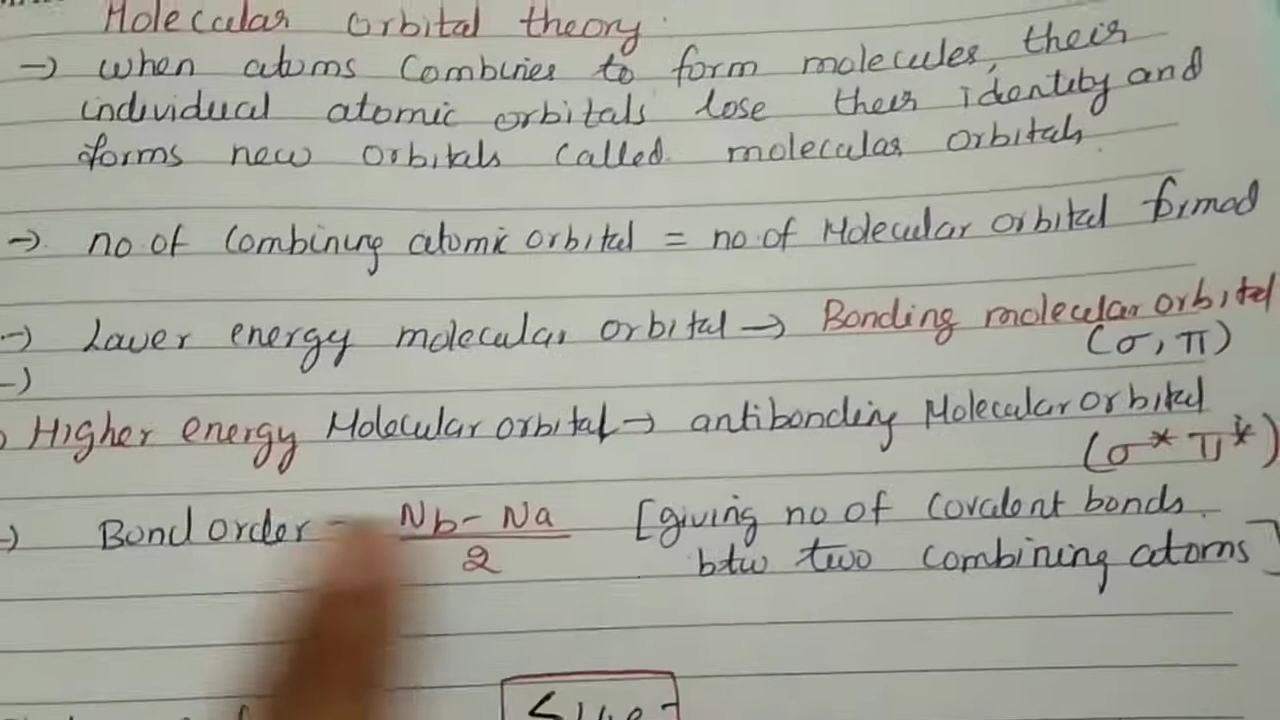 Molecular orbital theory
→ when atoms combines to form molecules, their
individual atomic orbitals lose their identity and
forms new orbitals called molecular orbitals.
→ no of combining atomic orbital = no of Molecular orbital formed
→ Lower energy molecular orbital → Bonding molecular orbital
(σ, π)
→
Higher energy Molecular orbital → antibonding Molecular orbital
(σ* π*)
→ Bond order = Nb - Na / 2 [giving no of covalent bonds
btw two combining atoms]